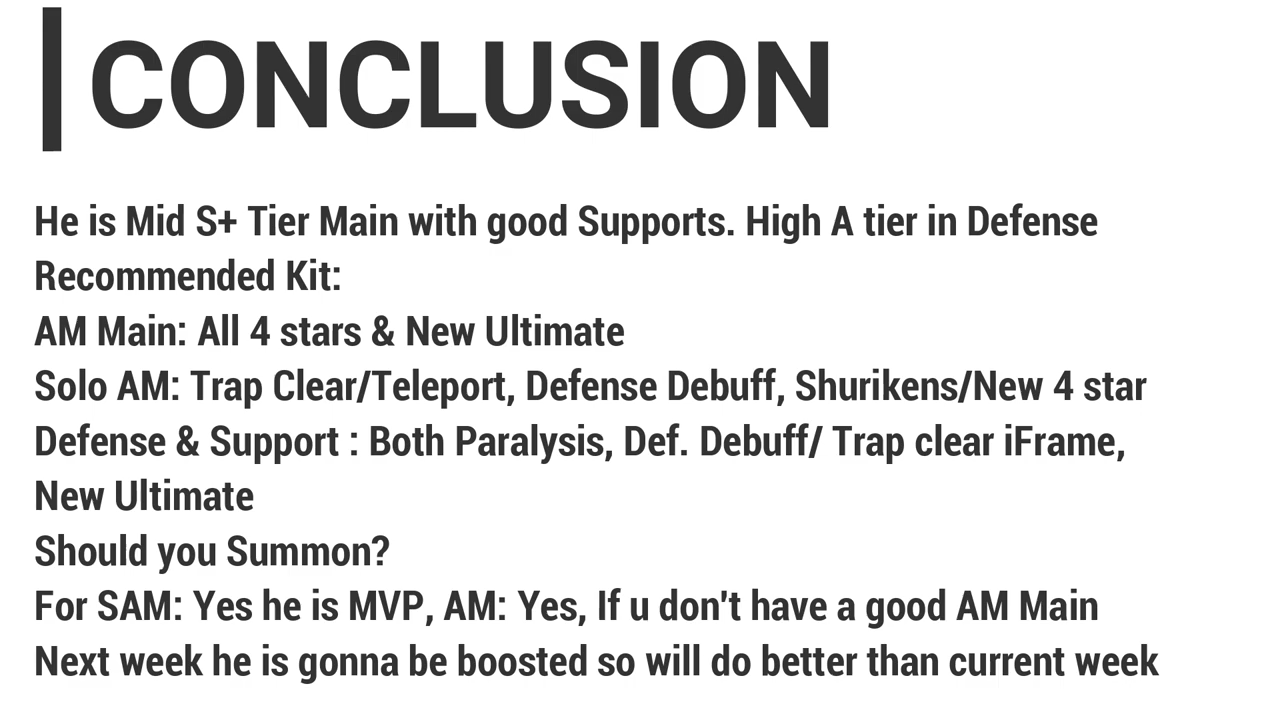 CONCLUSION
He is Mid S+ Tier Main with good Supports. High A tier in Defense
Recommended Kit:
AM Main: All 4 stars & New Ultimate
Solo AM: Trap Clear/Teleport, Defense Debuff, Shurikens/New 4 star
Defense & Support : Both Paralysis, Def. Debuff/ Trap clear iFrame,
New Ultimate
Should you Summon?
For SAM: Yes he is MVP, AM: Yes, If u don't have a good AM Main
Next week he is gonna be boosted so will do better than current week